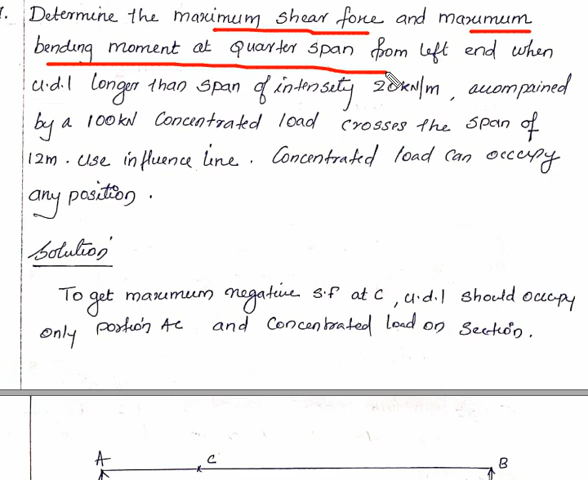 1. Determine the maximum shear force and maximum
bending moment at quarter span from left end when
u.d.l longer than span of intensity 20kN/m, accompained
by a 100kN concentrated load crosses the span of
12m. Use influence line. Concentrated load can occupy
any position.
Solution
To get maximum negative S.F at C, u.d.l should occupy
only portion AC and concentrated load on section.
A C B